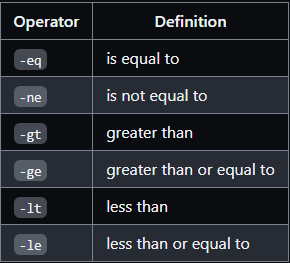 Operator Definition
-eq is equal to
-ne is not equal to
-gt greater than
-ge greater than or equal to
-lt less than
-le less than or equal to